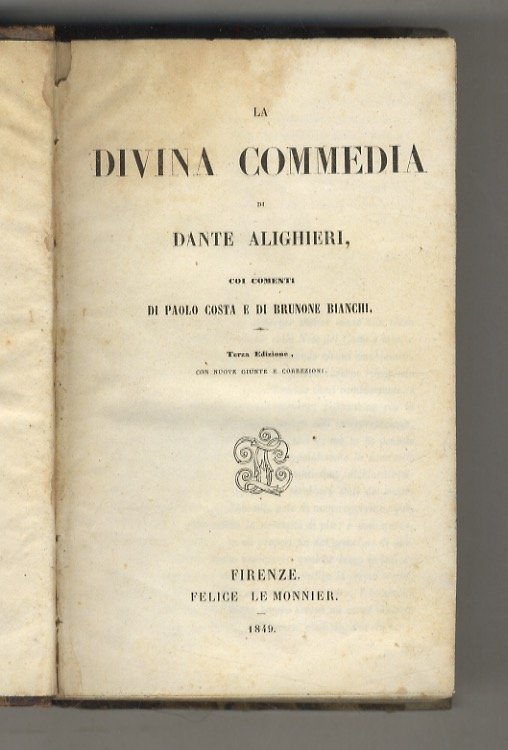 LA
DIVINA COMMEDIA
DI
DANTE ALIGHIERI,
COI COMENTI
DI PAOLO COSTA E DI BRUNONE BIANCHI.
Terza Edizione,
CON NUOVE GIUNTE E CORREZIONI.
FIRENZE.
FELICE LE MONNIER.
1849.